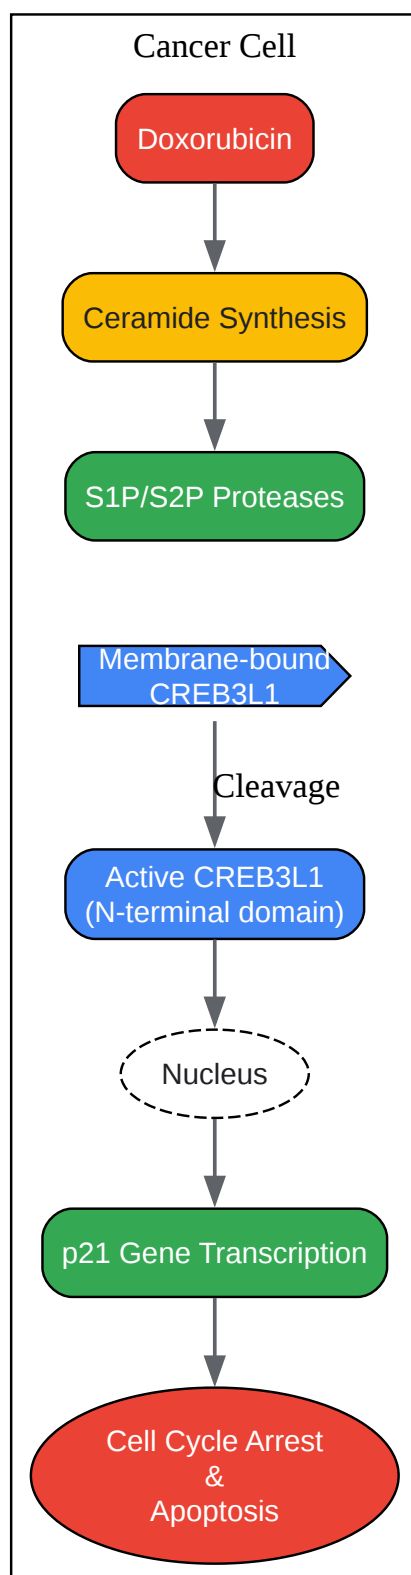 Cancer Cell
Doxorubicin
Ceramide Synthesis
S1P/S2P Proteases
Membrane-bound
CREB3L1
Cleavage
Active CREB3L1
(N-terminal domain)
Nucleus
p21 Gene Transcription
Cell Cycle Arrest
&
Apoptosis